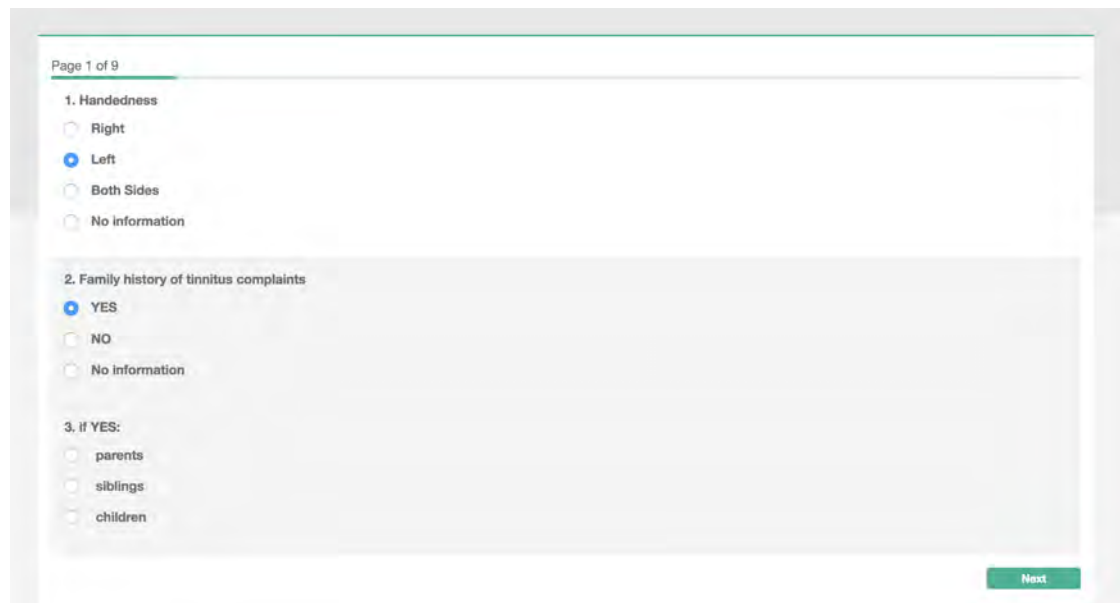 Page 1 of 9
1. Handedness
Right
Left
Both Sides
No information
2. Family history of tinnitus complaints
YES
NO
No information
3. if YES:
parents
siblings
children
Next